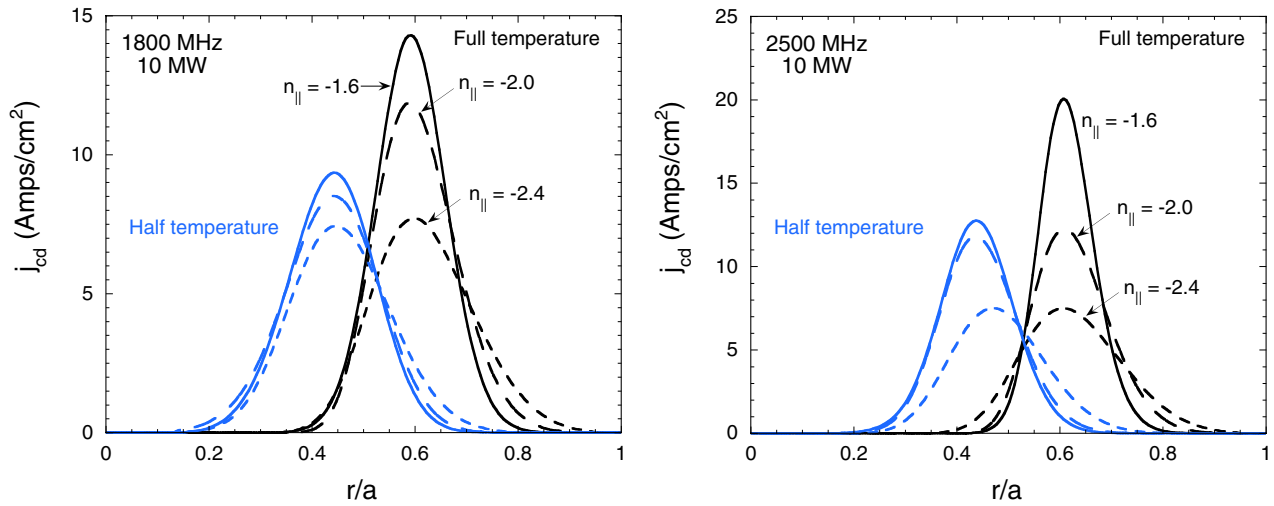 1800 MHz
10 MW
Full temperature
n|| = -1.6
n|| = -2.0
n|| = -2.4
Half temperature
j_cd (Amps/cm²)
15
10
5
0
0
0.2
0.4
0.6
0.8
1
r/a
2500 MHz
10 MW
Full temperature
n|| = -1.6
n|| = -2.0
n|| = -2.4
Half temperature
j_cd (Amps/cm²)
25
20
15
10
5
0
0
0.2
0.4
0.6
0.8
1
r/a